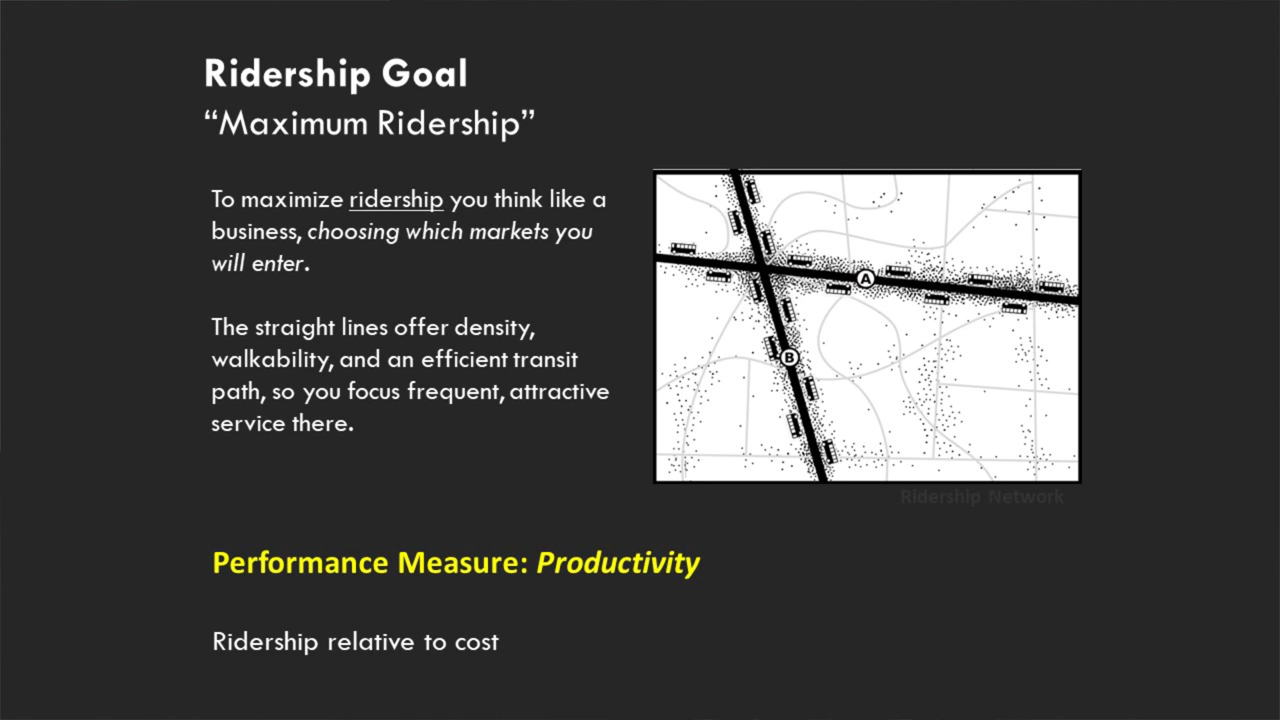 Ridership Goal
“Maximum Ridership”
To maximize ridership you think like a
business, choosing which markets you
will enter.
The straight lines offer density,
walkability, and an efficient transit
path, so you focus frequent, attractive
service there.
A
B
Ridership Network
Performance Measure: Productivity
Ridership relative to cost